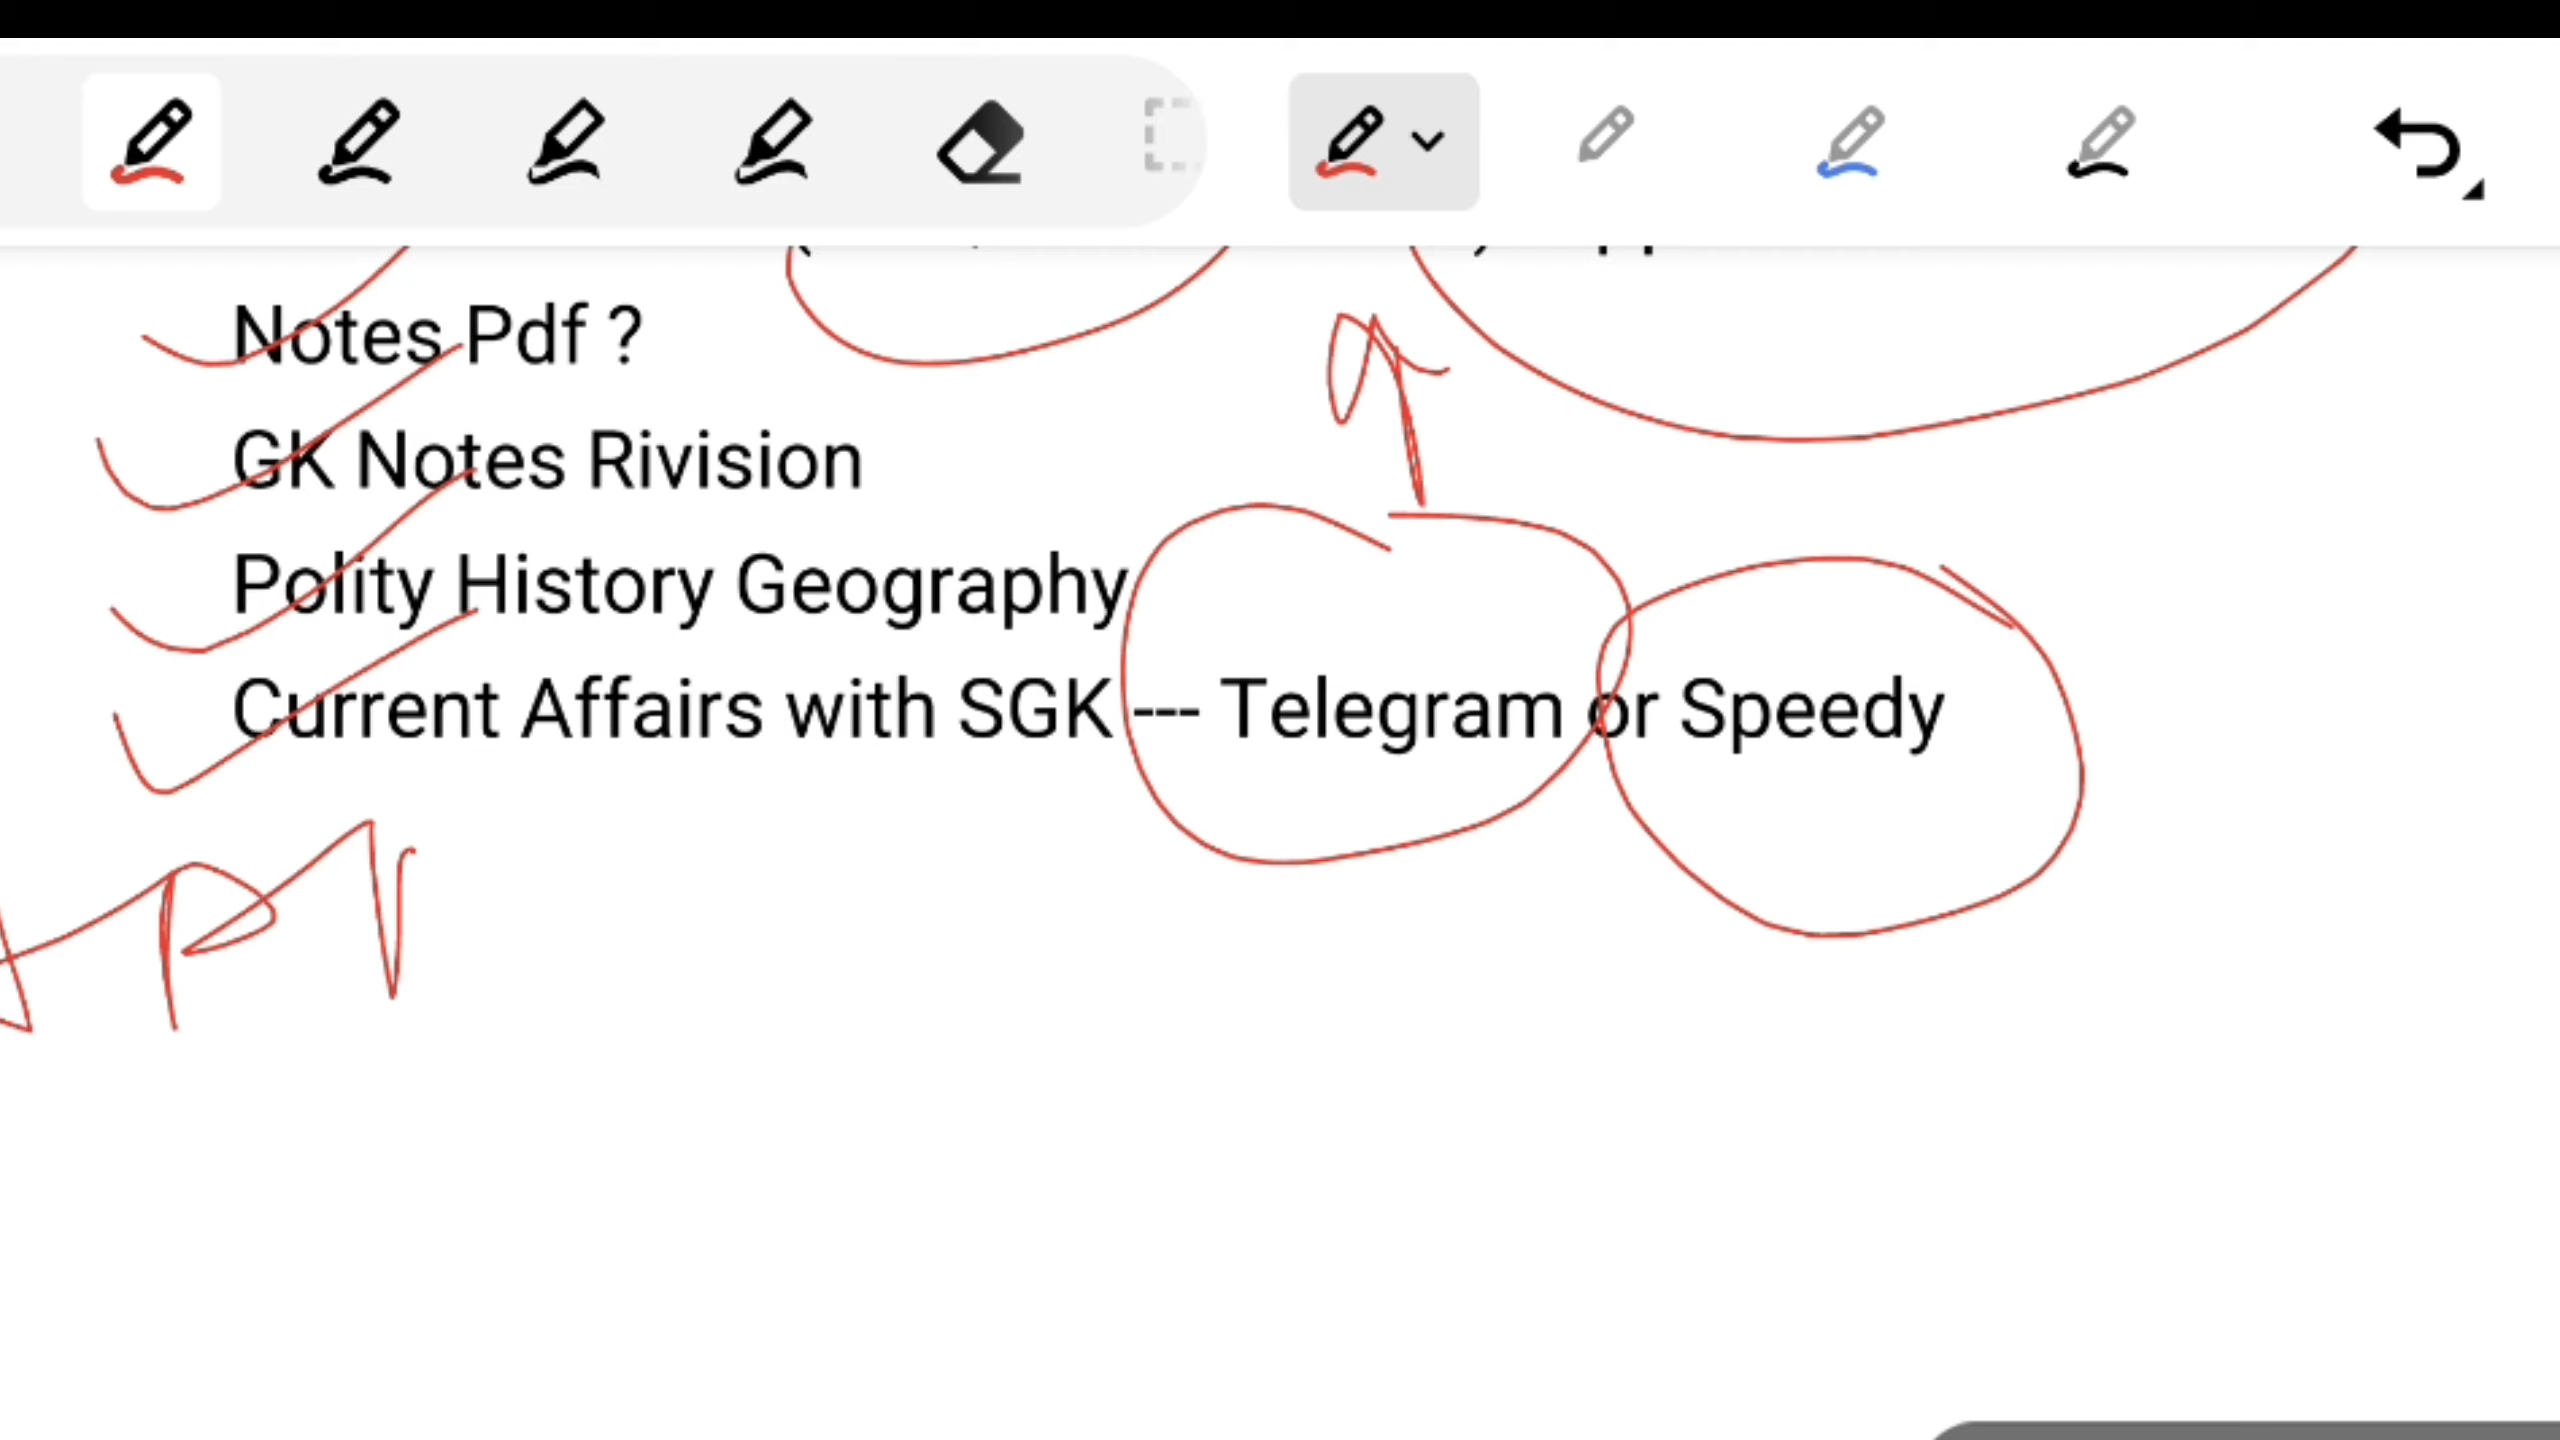 Notes Pdf ?
GK Notes Rivision
Polity History Geography
Current Affairs with SGK --- Telegram or Speedy